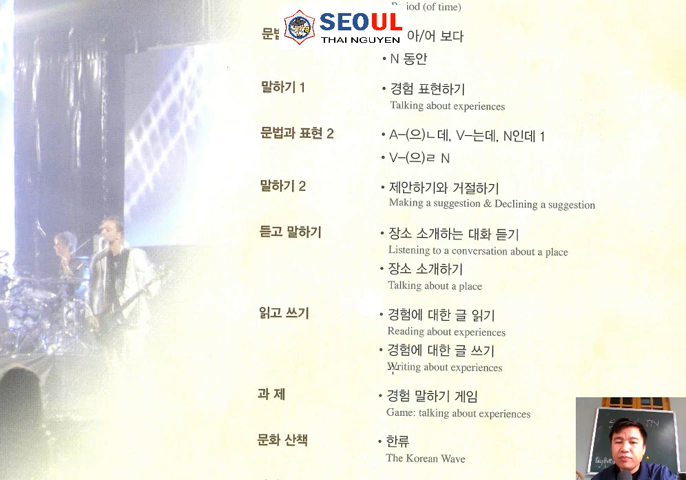 Period (of time)
SEOUL
THAI NGUYEN
아/어 보다
• N 동안
말하기 1
• 경험 표현하기
Talking about experiences
문법과 표현 2
• A-(으)ㄴ데, V-는데, N인데 1
• V-(으)ㄹ N
말하기 2
• 제안하기와 거절하기
Making a suggestion & Declining a suggestion
듣고 말하기
• 장소 소개하는 대화 듣기
Listening to a conversation about a place
• 장소 소개하기
Talking about a place
읽고 쓰기
• 경험에 대한 글 읽기
Reading about experiences
• 경험에 대한 글 쓰기
Writing about experiences
과 제
• 경험 말하기 게임
Game: talking about experiences
문화 산책
• 한류
The Korean Wave